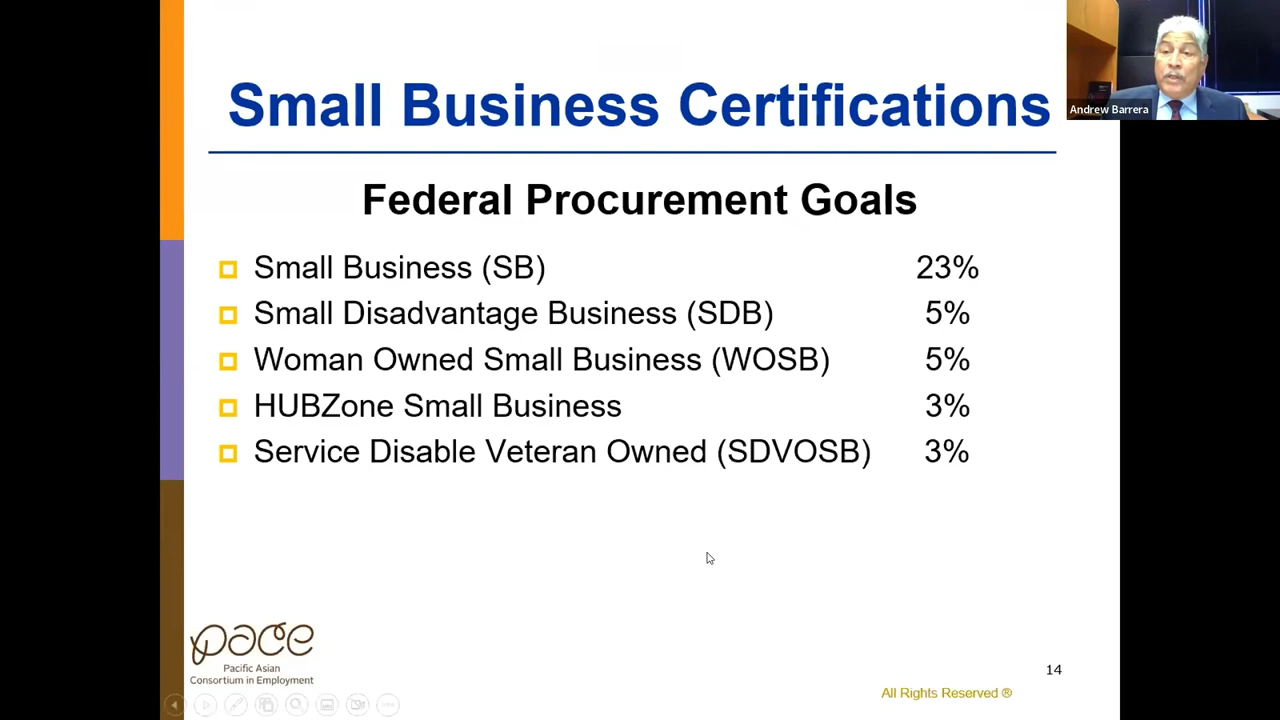 Small Business Certifications
Andrew Barrera
Federal Procurement Goals
Small Business (SB) 23%
Small Disadvantage Business (SDB) 5%
Woman Owned Small Business (WOSB) 5%
HUBZone Small Business 3%
Service Disable Veteran Owned (SDVOSB) 3%
pace
Pacific Asian
Consortium in Employment
14
All Rights Reserved ®